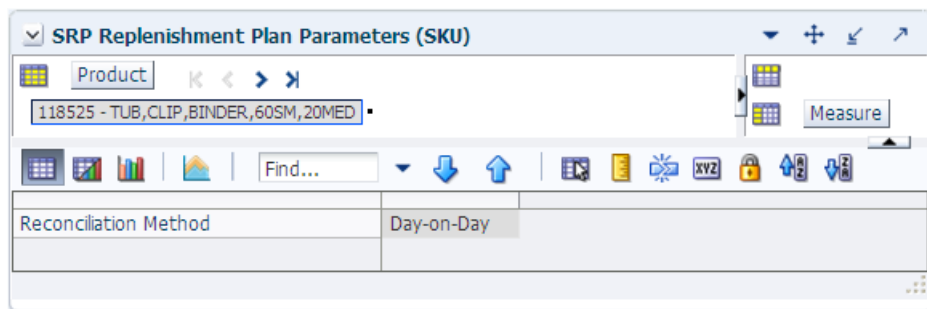 SRP Replenishment Plan Parameters (SKU)
Product
118525 - TUB,CLIP,BINDER,60SM,20MED
Measure
Find...
XYZ
A
Z
Z
A
Reconciliation Method Day-on-Day